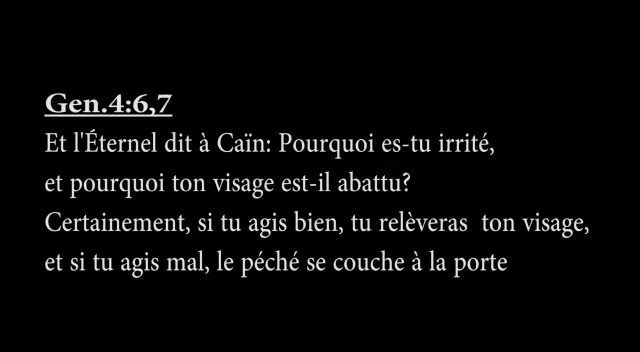 Gen.4:6,7
Et l'Éternel dit à Caïn: Pourquoi es-tu irrité,
et pourquoi ton visage est-il abattu?
Certainement, si tu agis bien, tu relèveras  ton visage,
et si tu agis mal, le péché se couche à la porte